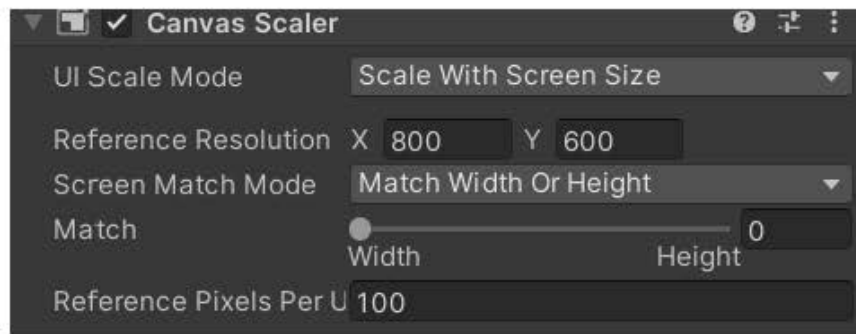 Canvas Scaler
UI Scale Mode Scale With Screen Size
Reference Resolution X 800 Y 600
Screen Match Mode Match Width Or Height
Match 0
Width Height
Reference Pixels Per U 100